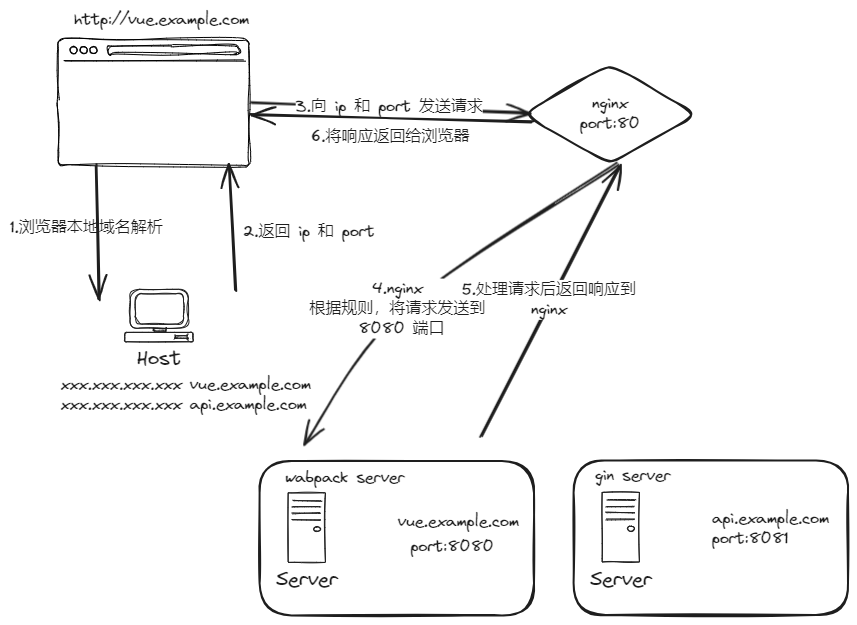 http://vue.example.com
3.向 ip 和 port 发送请求
6.将响应返回给浏览器
nginx
port:80
1.浏览器本地域名解析
2.返回 ip 和 port
4.nginx
根据规则，将请求发送到
8080 端口
5.处理请求后返回响应到
nginx
Host
xxx.xxx.xxx.xxx vue.example.com
xxx.xxx.xxx.xxx api.example.com
wabpack server
vue.example.com
port:8080
Server
gin server
api.example.com
port:8081
Server